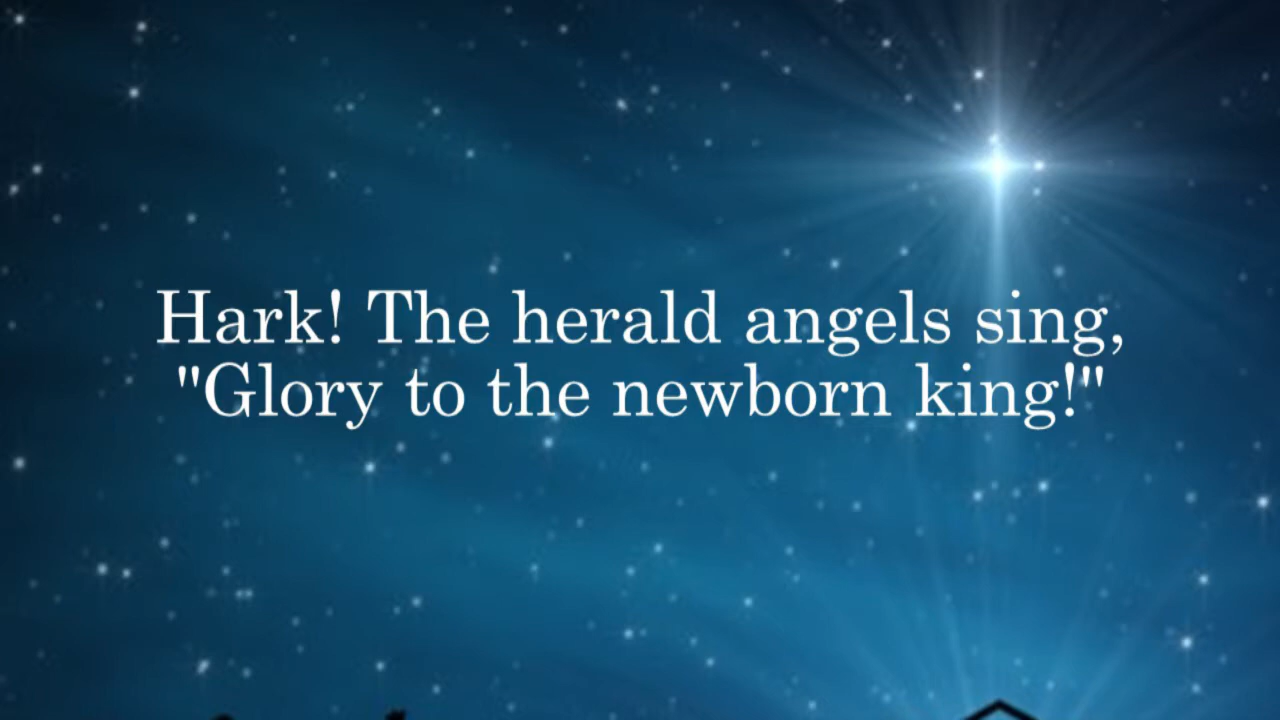 Hark! The herald angels sing,
"Glory to the newborn king!"